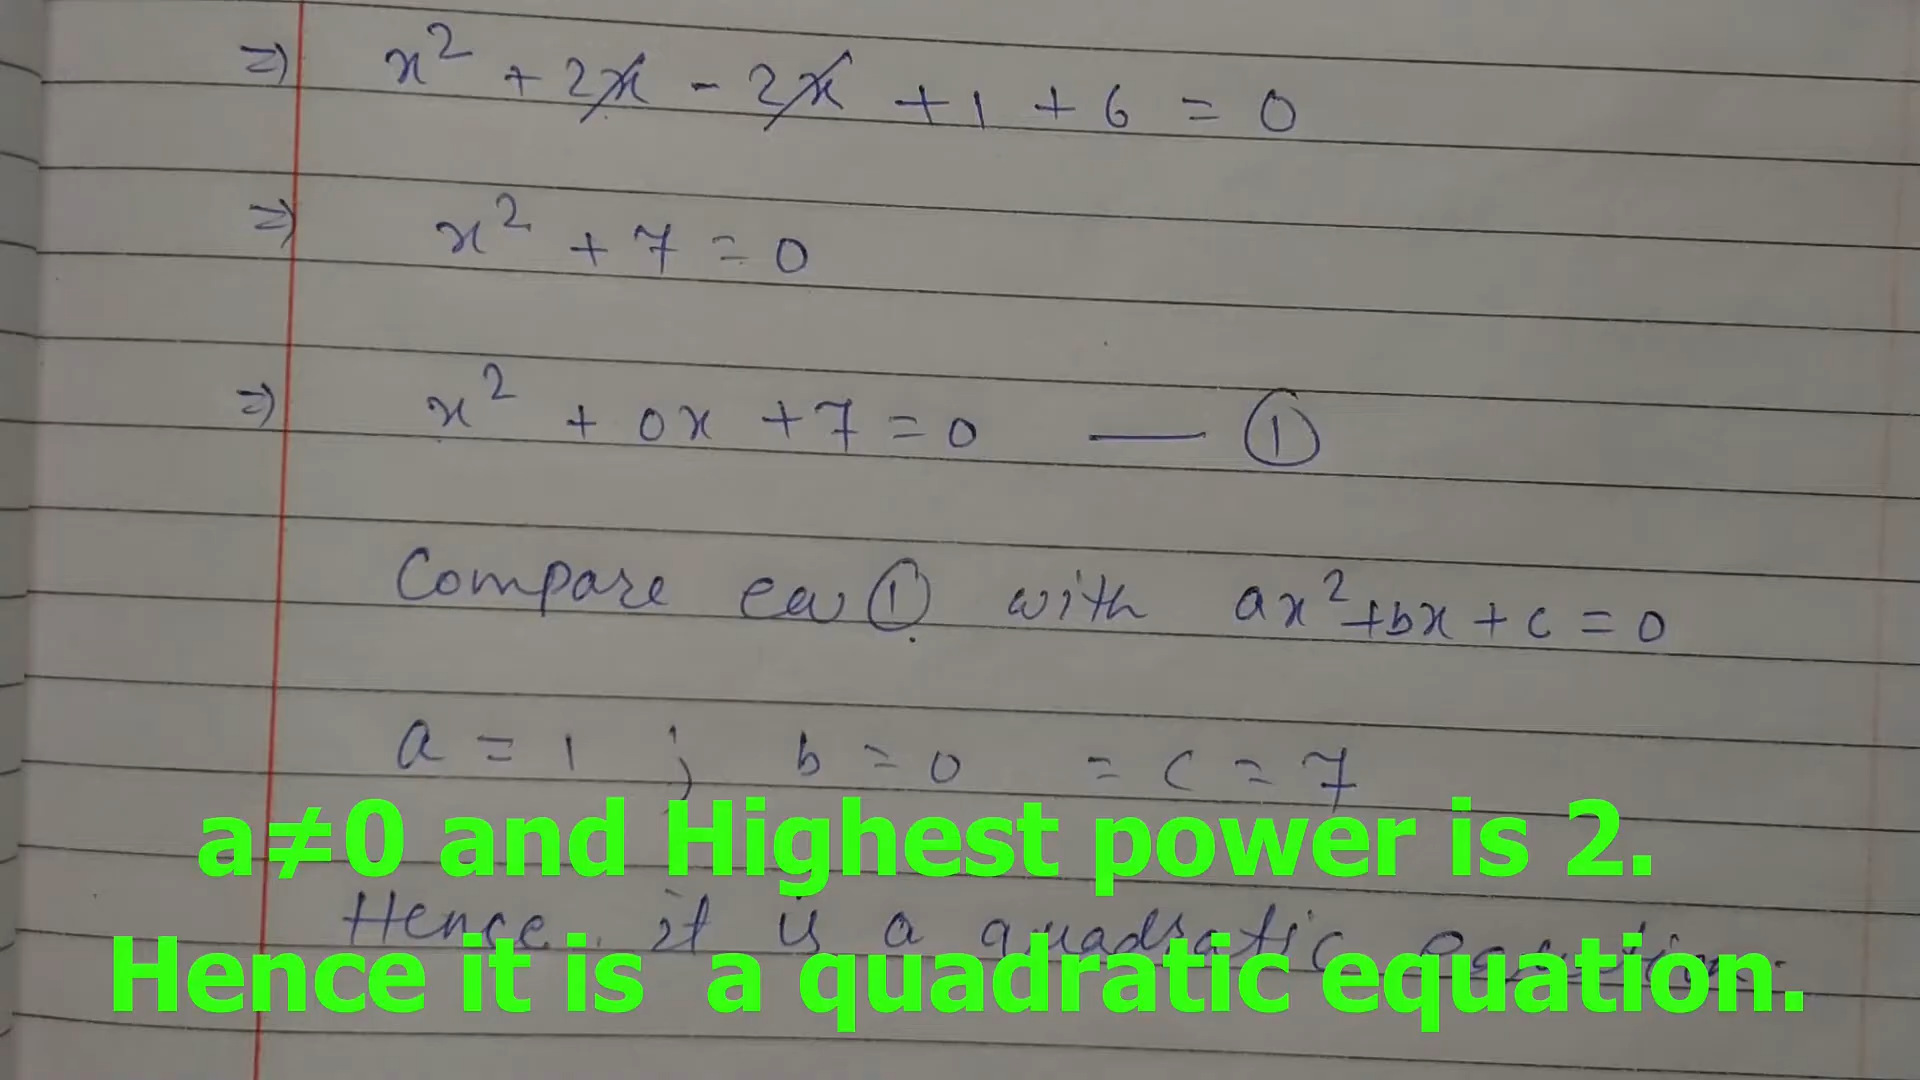 =) x² + 2x - 2x + 1 + 6 = 0
=) x² + 7 = 0
=) x² + 0x + 7 = 0 — ①
Compare eq ① with ax² + bx + c = 0
a = 1 ; b = 0 = c = 7
a≠0 and Highest power is 2.
Hence it is a quadratic equation.
Hence it is a quadratic equation.